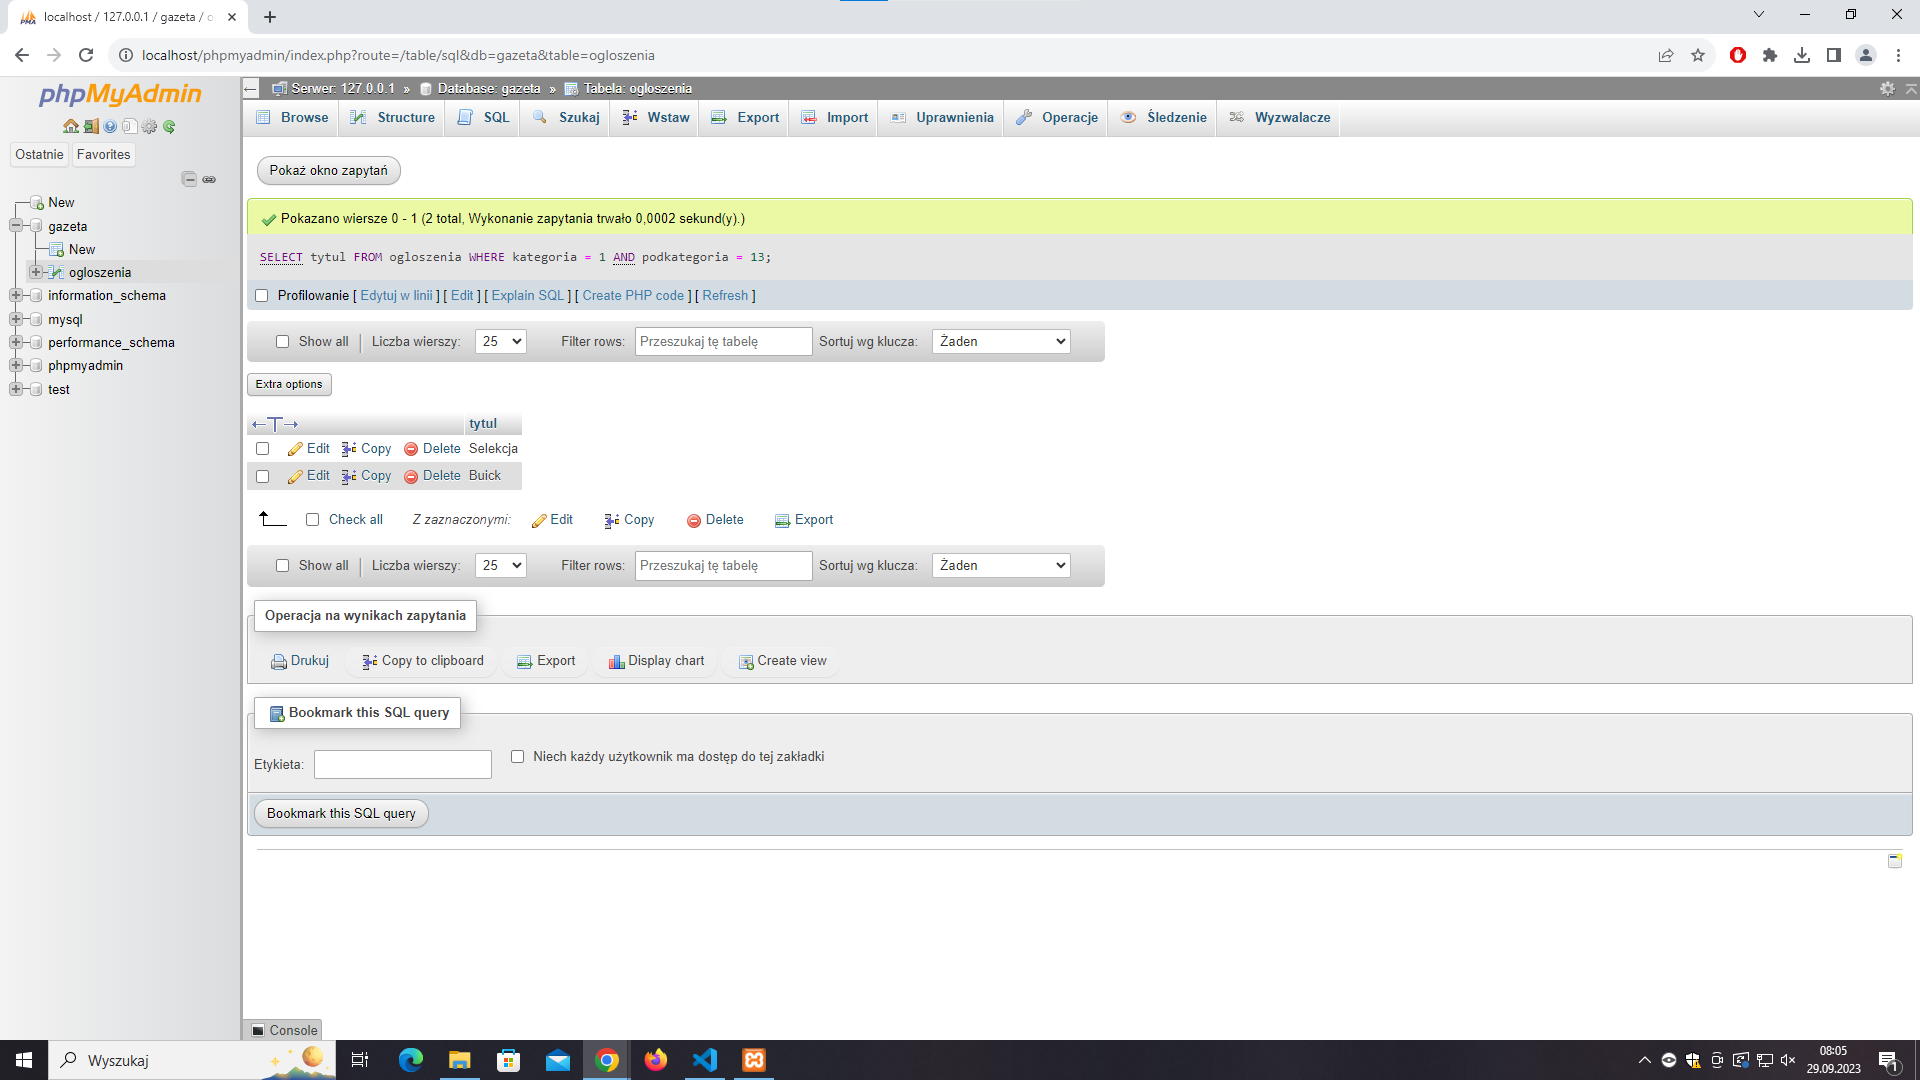 localhost / 127.0.0.1 / gazeta / o
localhost/phpmyadmin/index.php?route=/table/sql&db=gazeta&table=ogloszenia
phpMyAdmin
Ostatnie Favorites
New
gazeta
New
ogloszenia
information_schema
mysql
performance_schema
phpmyadmin
test
Serwer: 127.0.0.1 » Database: gazeta » Tabela: ogloszenia
Browse Structure SQL Szukaj Wstaw Export Import Uprawnienia Operacje Śledzenie Wyzwalacze
Pokaż okno zapytań
Pokazano wiersze 0 - 1 (2 total, Wykonanie zapytania trwało 0,0002 sekund(y).)
SELECT tytul FROM ogloszenia WHERE kategoria = 1 AND podkategoria = 13;
Profilowanie [ Edytuj w linii ] [ Edit ] [ Explain SQL ] [ Create PHP code ] [ Refresh ]
Show all Liczba wierszy: 25 Filter rows: Przeszukaj tę tabelę Sortuj wg klucza: Żaden
Extra options
←T→ tytul
Edit Copy Delete Selekcja
Edit Copy Delete Buick
Check all Z zaznaczonymi: Edit Copy Delete Export
Show all Liczba wierszy: 25 Filter rows: Przeszukaj tę tabelę Sortuj wg klucza: Żaden
Operacja na wynikach zapytania
Drukuj Copy to clipboard Export Display chart Create view
Bookmark this SQL query
Etykieta: Niech każdy użytkownik ma dostęp do tej zakładki
Bookmark this SQL query
Console
Wyszukaj
08:05
29.09.2023
1